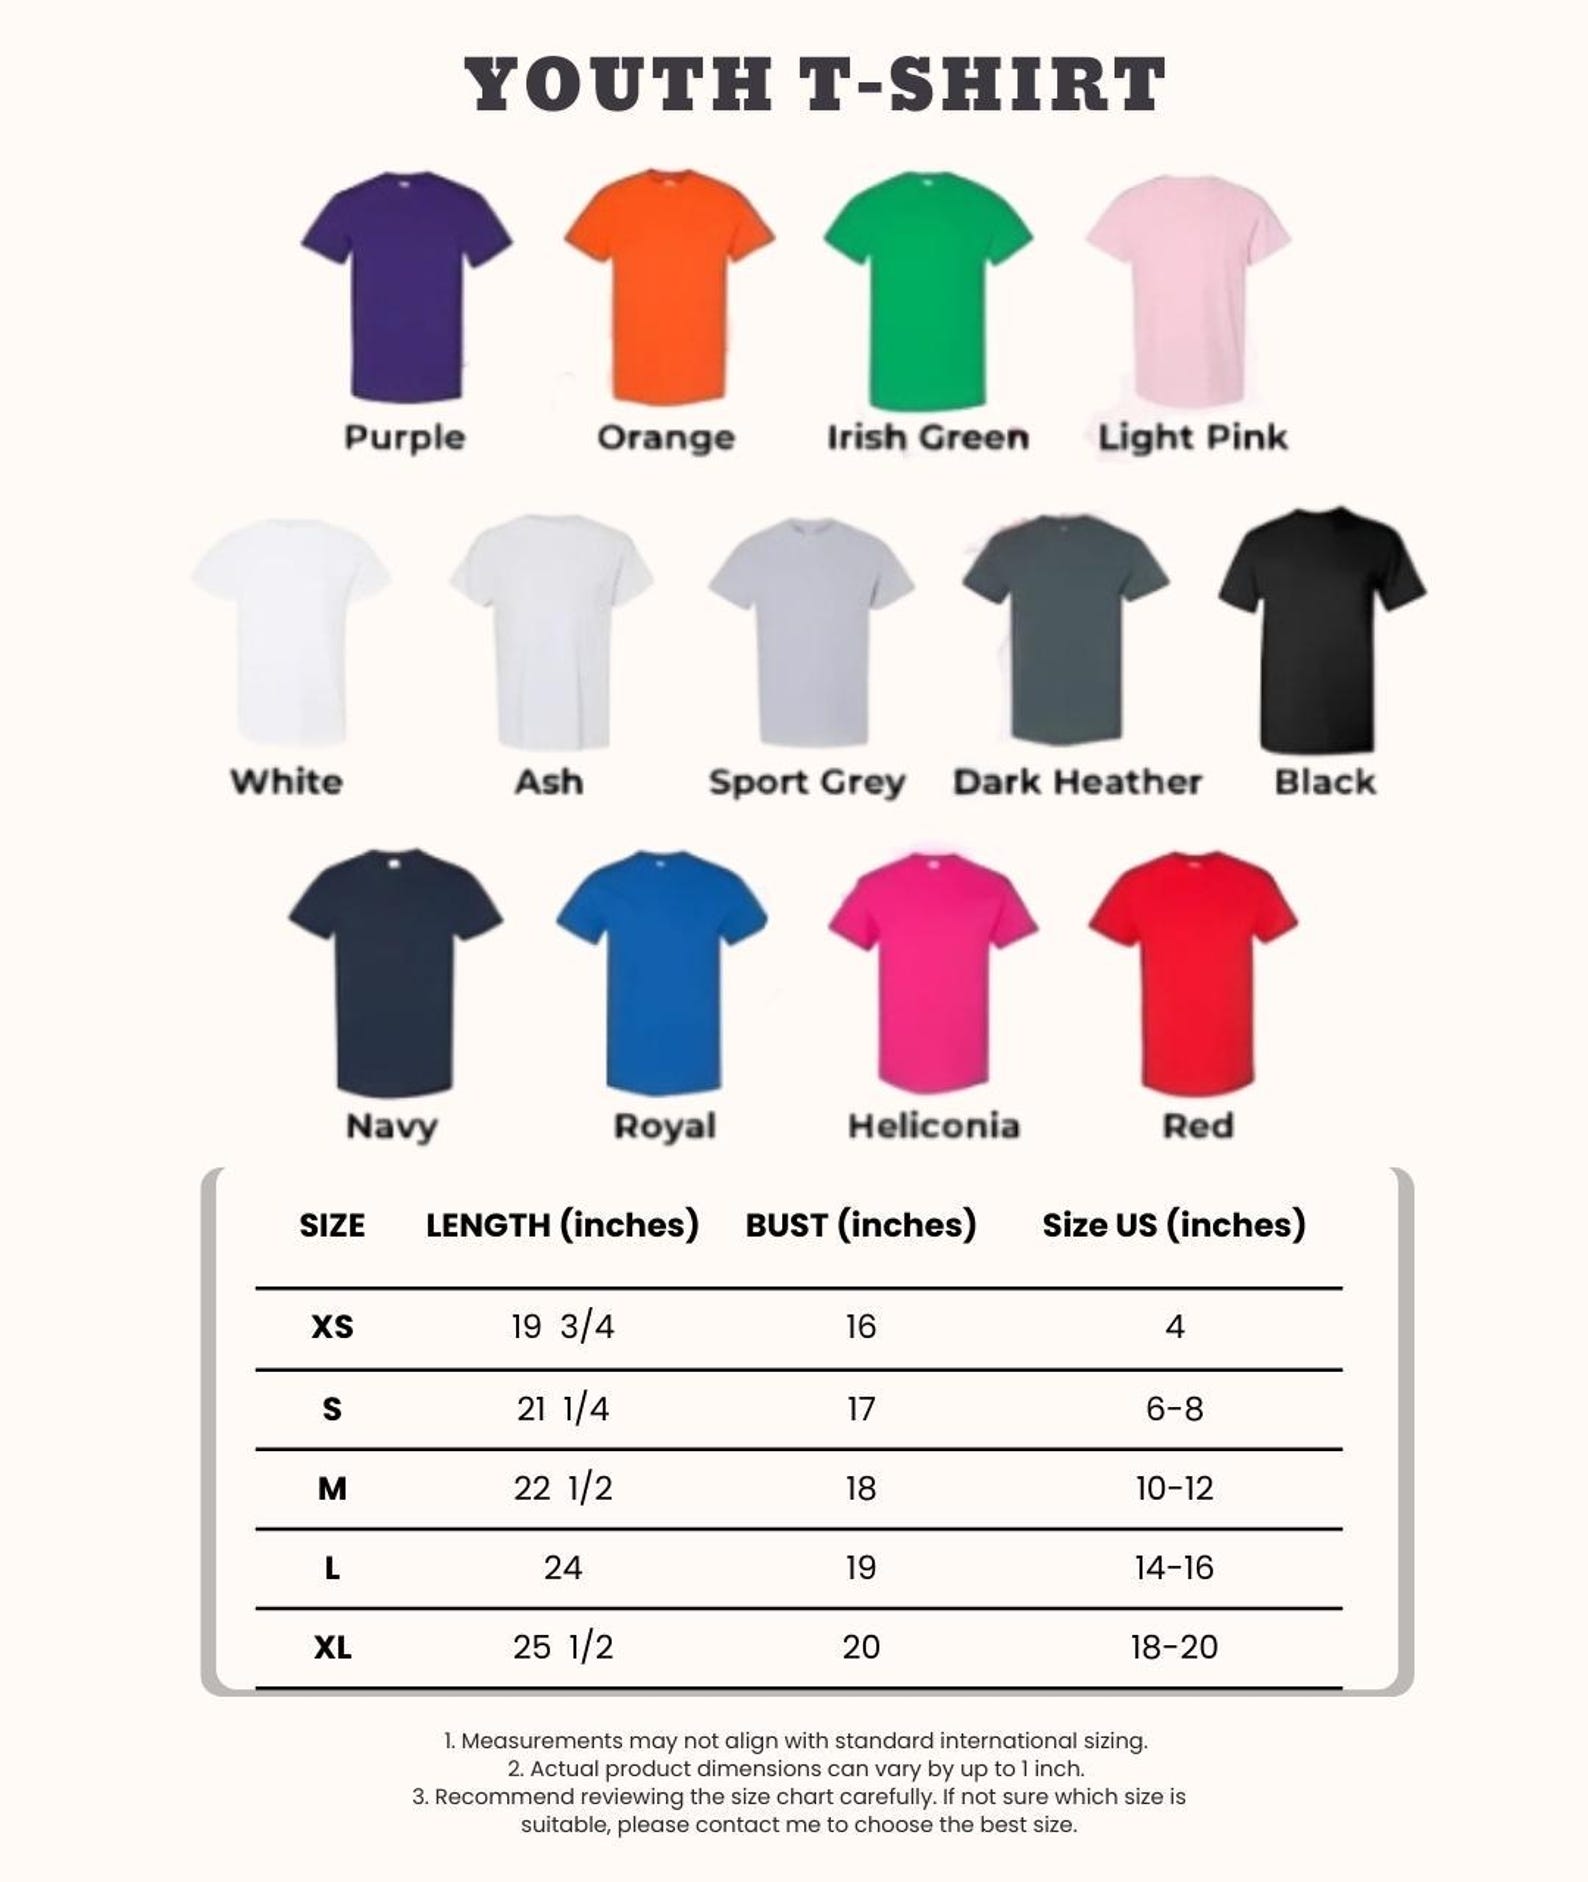 YOUTH T-SHIRT
Purple Orange Irish Green Light Pink
White Ash Sport Grey Dark Heather Black
Navy Royal Heliconia Red
SIZE LENGTH (inches) BUST (inches) Size US (inches)
XS 19 3/4 16 4
S 21 1/4 17 6-8
M 22 1/2 18 10-12
L 24 19 14-16
XL 25 1/2 20 18-20
1. Measurements may not align with standard international sizing.
2. Actual product dimensions can vary by up to 1 inch.
3. Recommend reviewing the size chart carefully. If not sure which size is
suitable, please contact me to choose the best size.